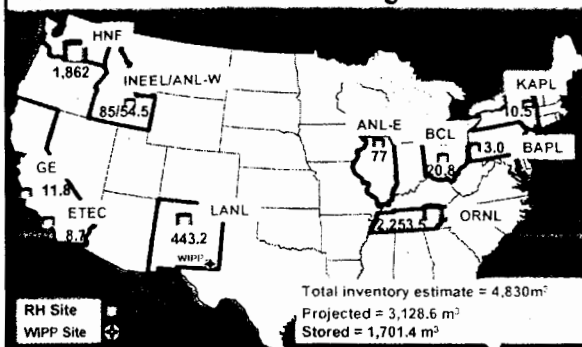 HNF
1,862
INEEL/ANL-W
85/54.5
KAPL
10.5
ANL-E
77
BCL
20.8
3.0
BAPL
GE
11.8
ETEC
8.7
LANL
443.2
WIPP
2,253.5
ORNL
Total inventory estimate = 4,830m³
Projected = 3,128.6 m³
Stored = 1,701.4 m³
RH Site
WIPP Site